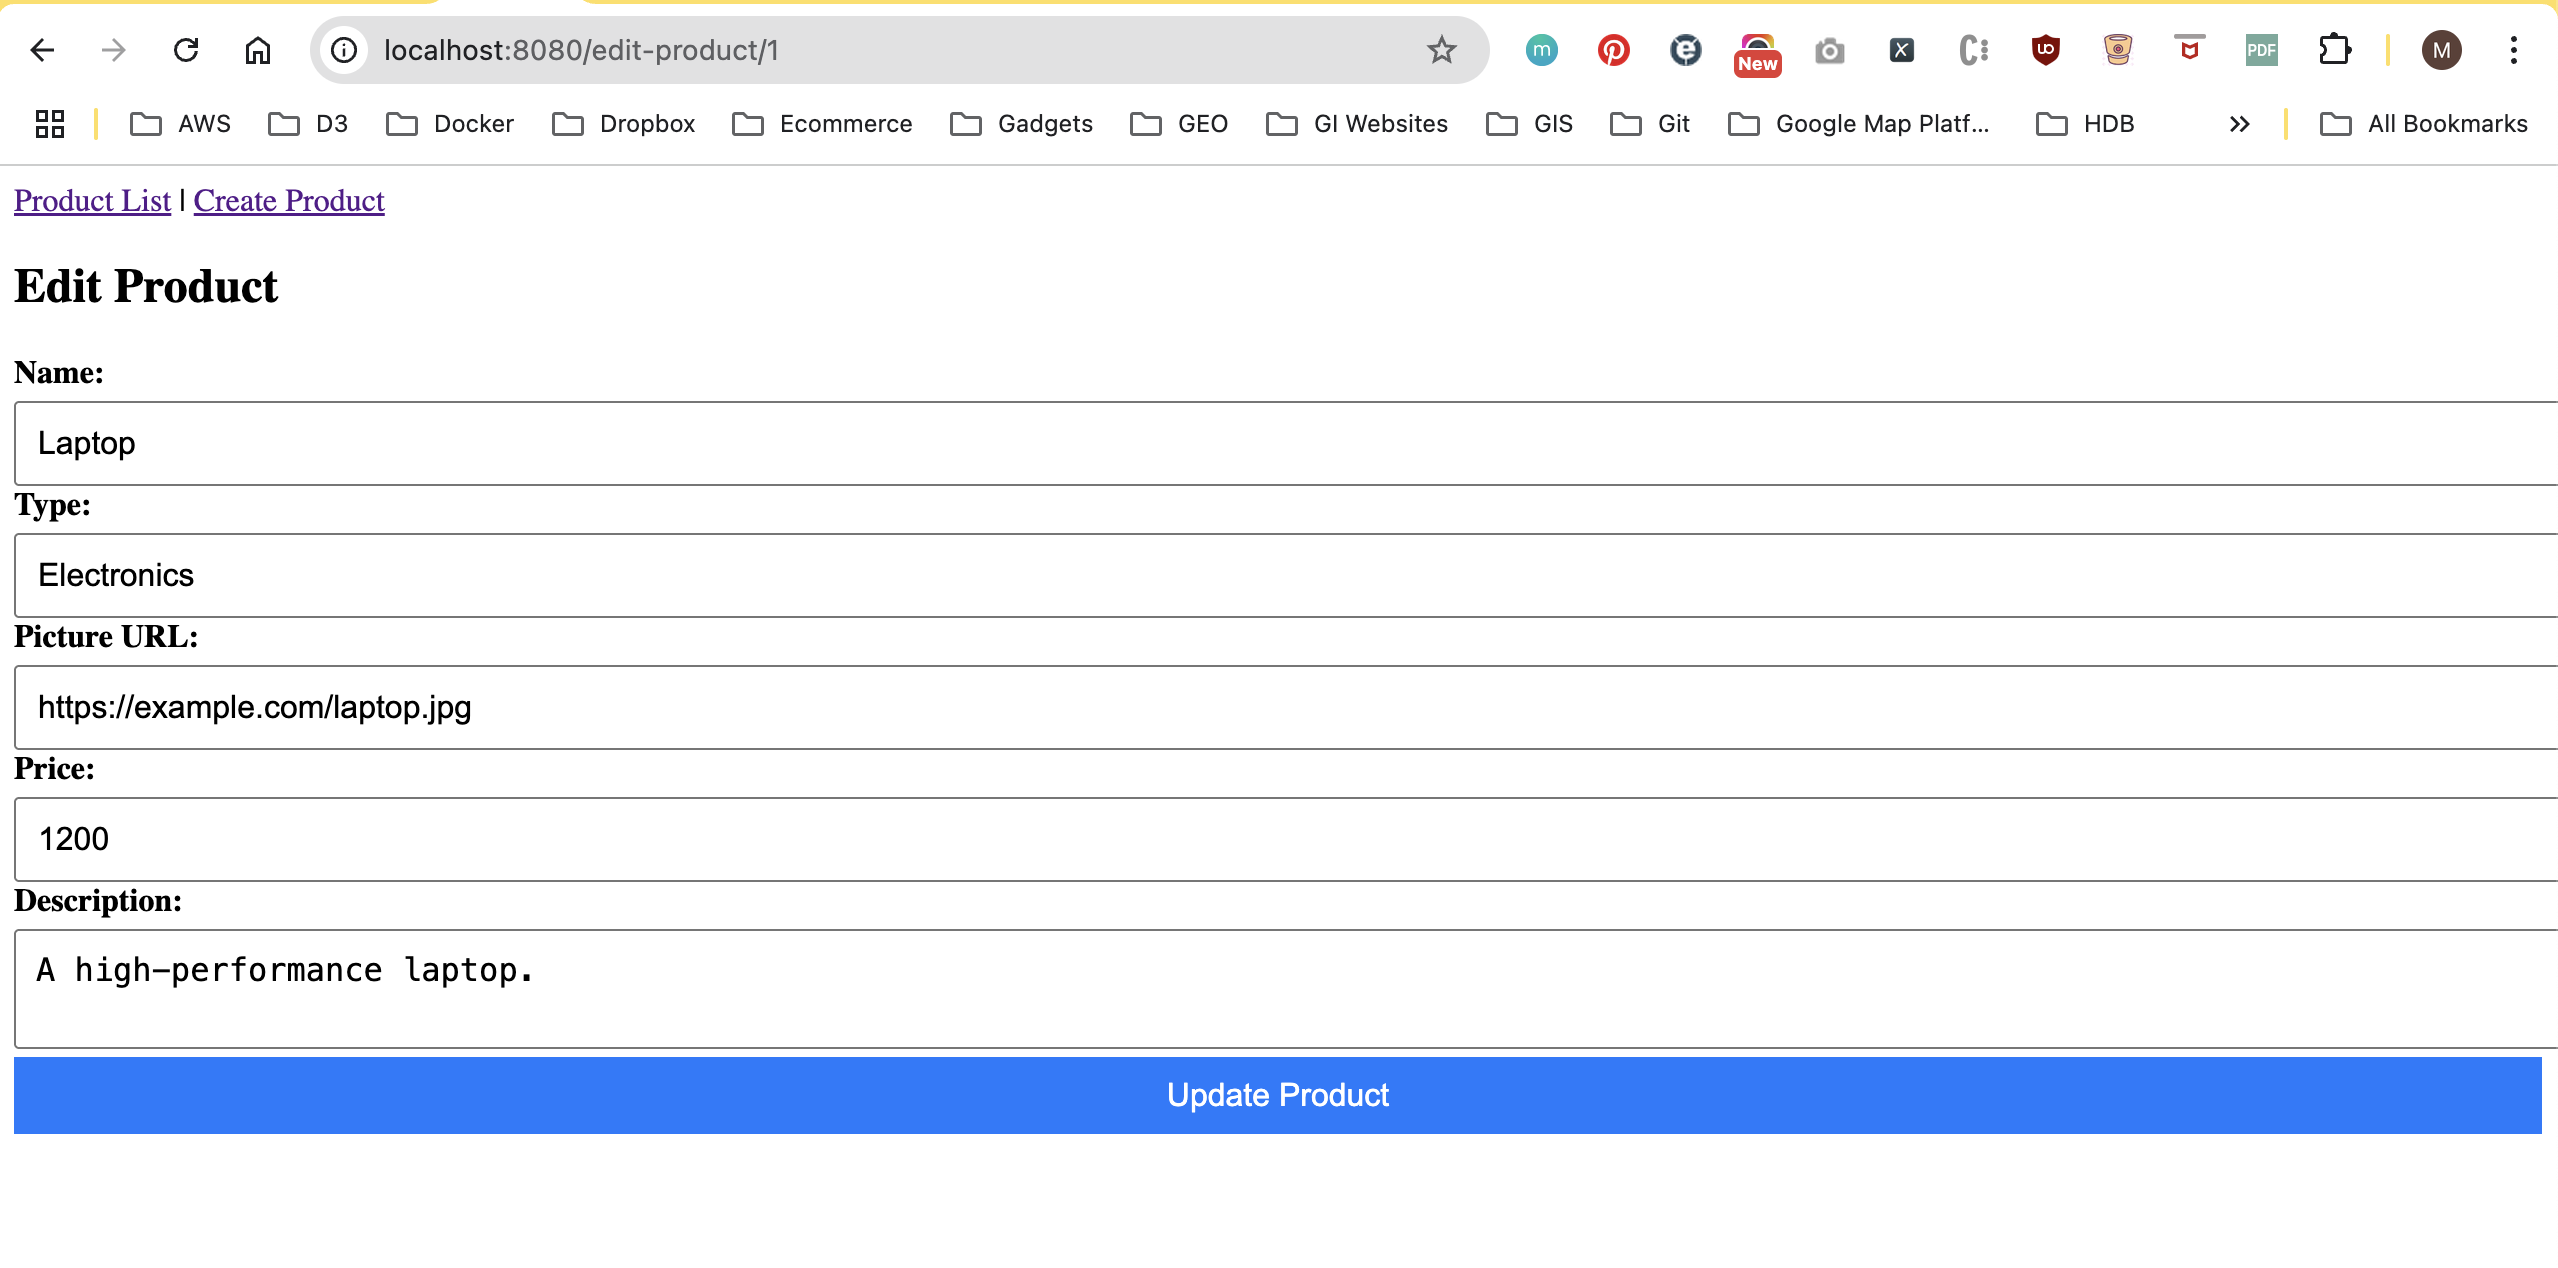 localhost:8080/edit-product/1
m
New
X
UO
PDF
M
AWS
D3
Docker
Dropbox
Ecommerce
Gadgets
GEO
GI Websites
GIS
Git
Google Map Platf...
HDB
All Bookmarks
Product List | Create Product
Edit Product
Name:
Laptop
Type:
Electronics
Picture URL:
https://example.com/laptop.jpg
Price:
1200
Description:
A high-performance laptop.
Update Product